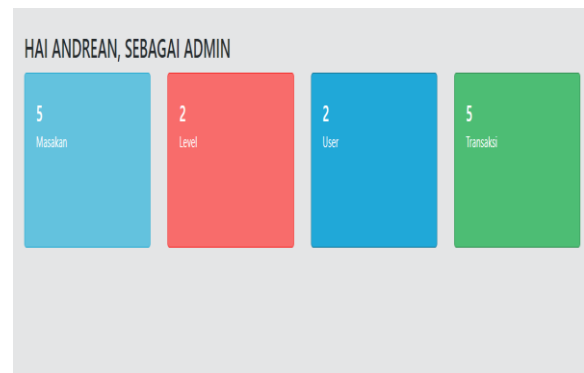 HAI ANDREAN, SEBAGAI ADMIN
5
Masakan
2
Level
2
User
5
Transaksi